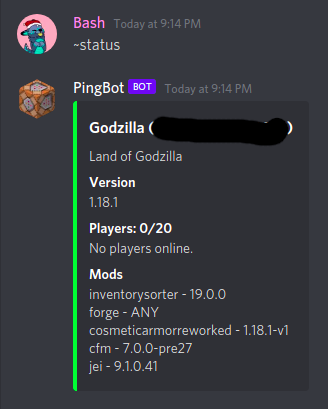 Bash Today at 9:14 PM
~status
PingBot BOT Today at 9:14 PM
Godzilla ( )
Land of Godzilla
Version
1.18.1
Players: 0/20
No players online.
Mods
inventorysorter - 19.0.0
forge - ANY
cosmeticarmorreworked - 1.18.1-v1
cfm - 7.0.0-pre27
jei - 9.1.0.41